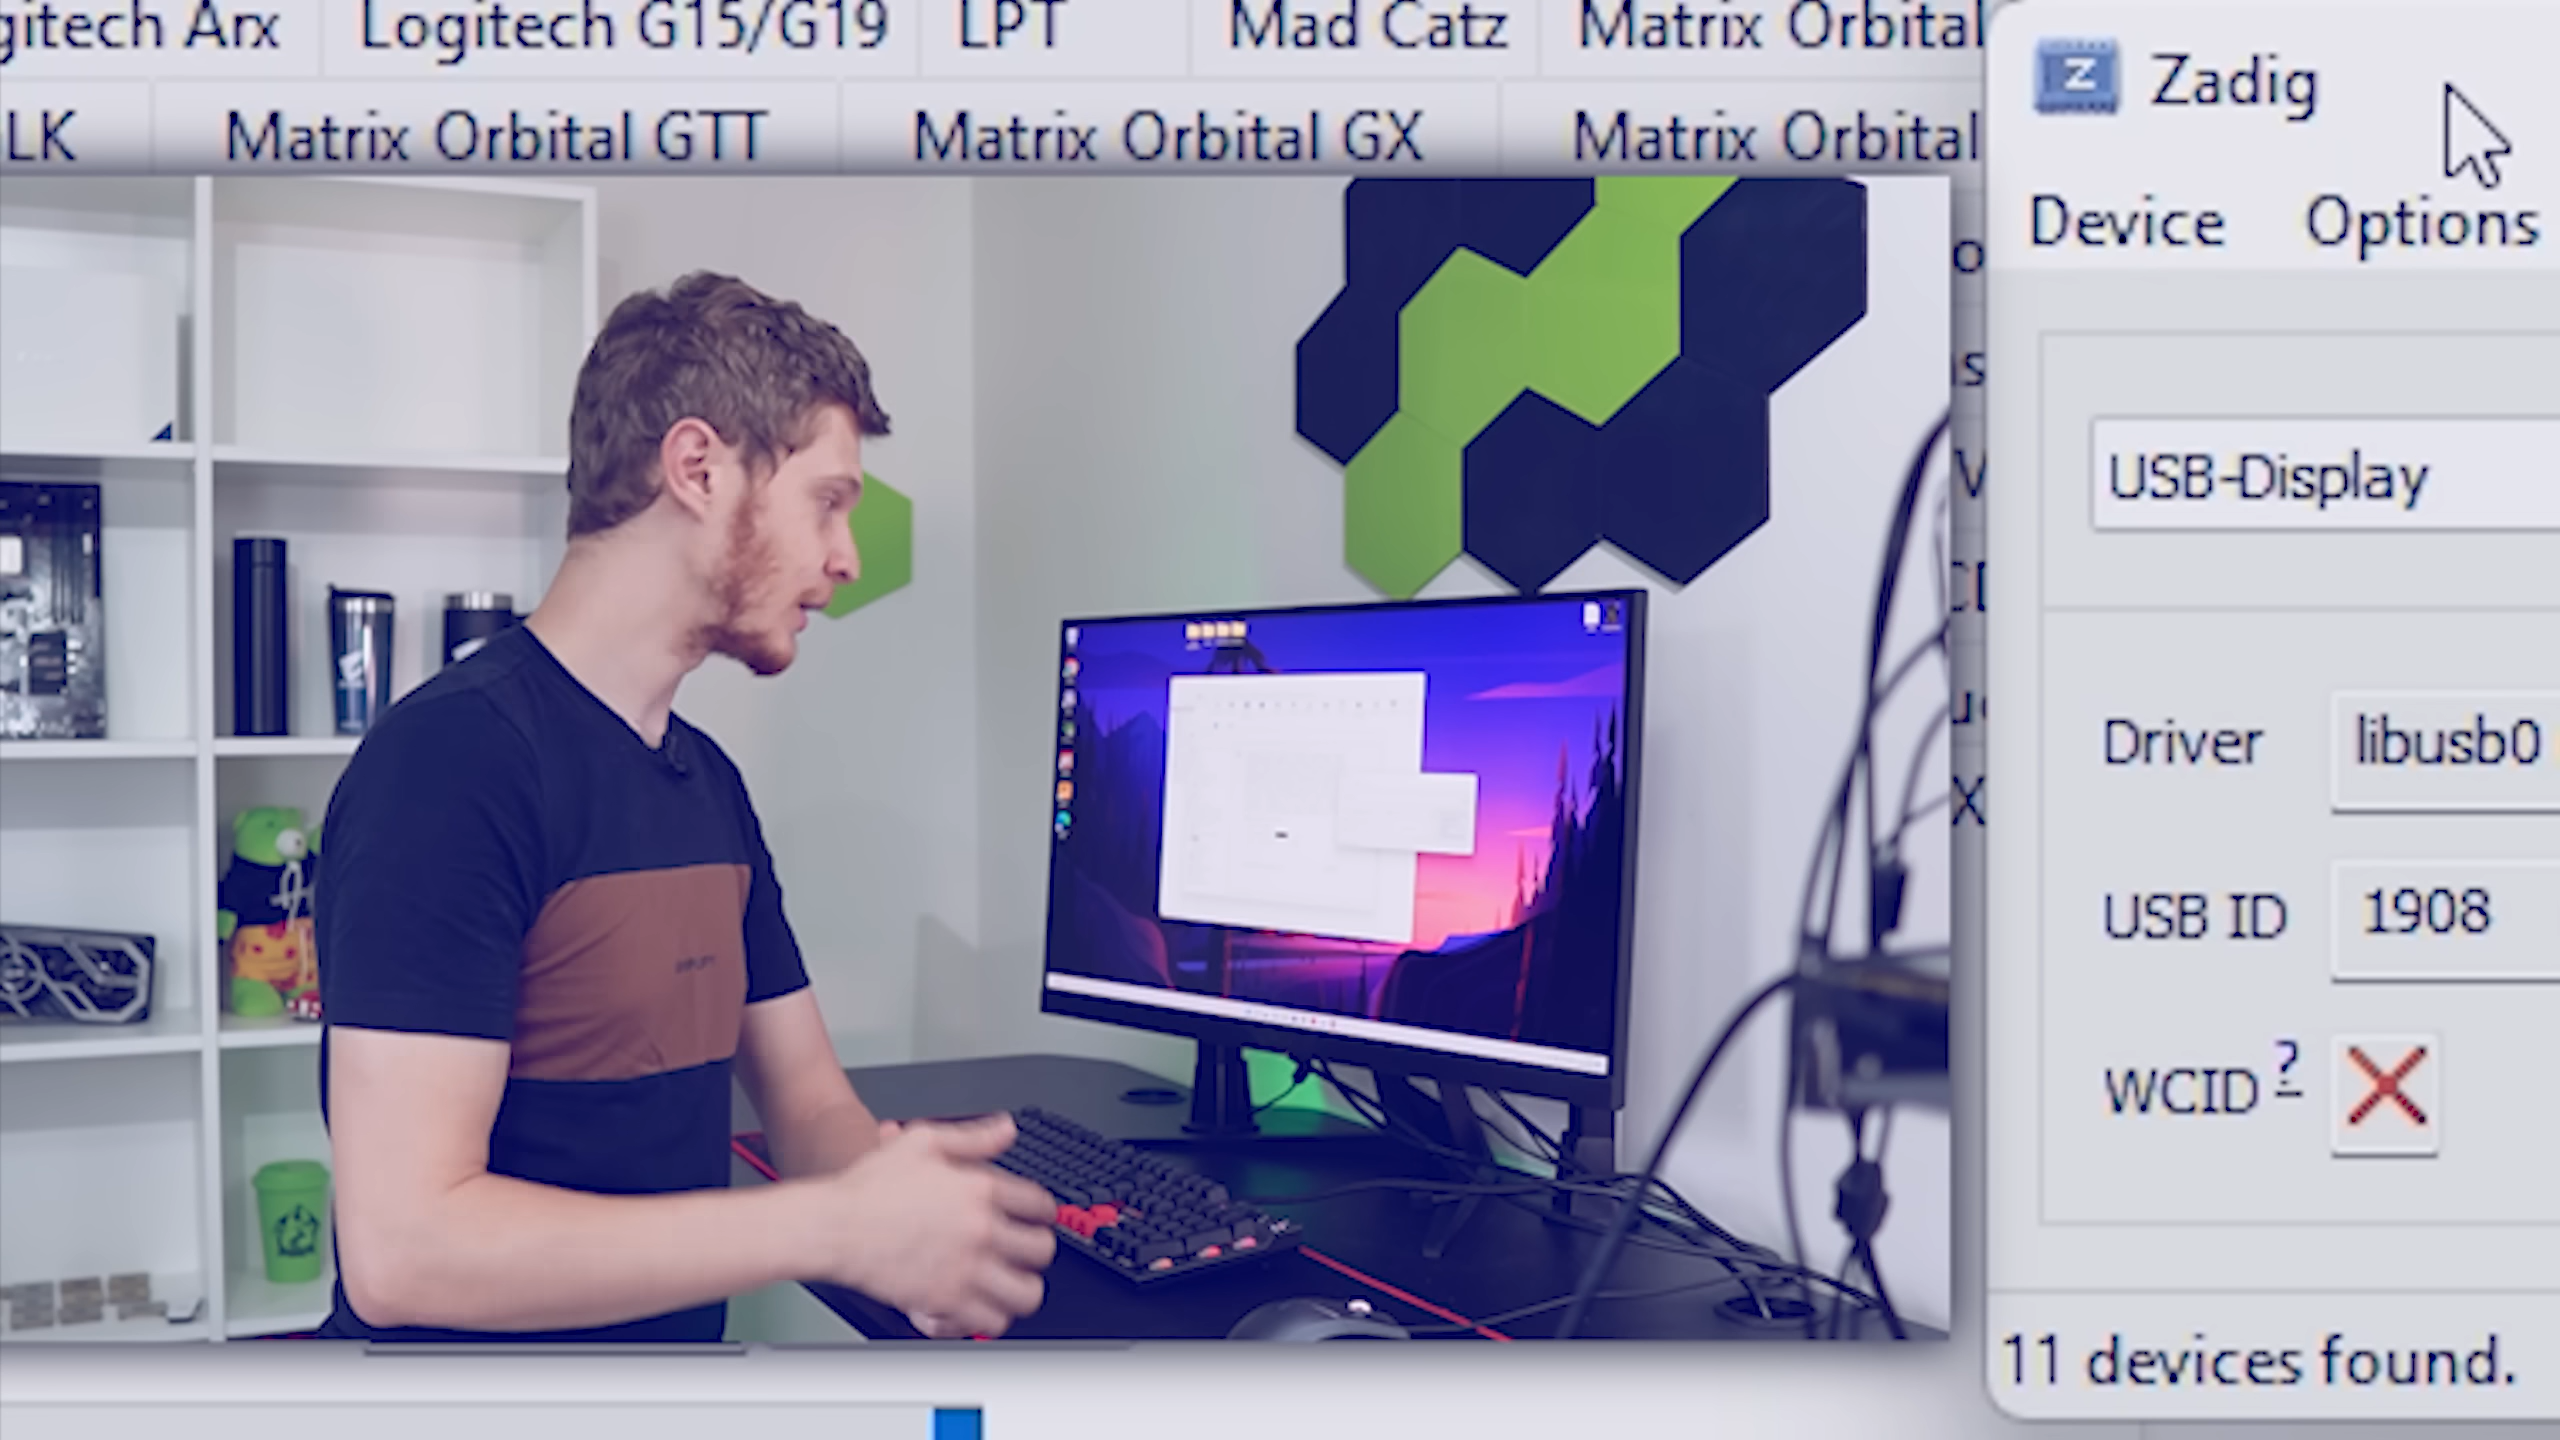 gitech Arx Logitech G15/G19 LPT Mad Catz Matrix Orbital
LK Matrix Orbital GTT Matrix Orbital GX Matrix Orbital
Zadig
Device Options
USB-Display
Driver libusb0
USB ID 1908
WCID ?
11 devices found.